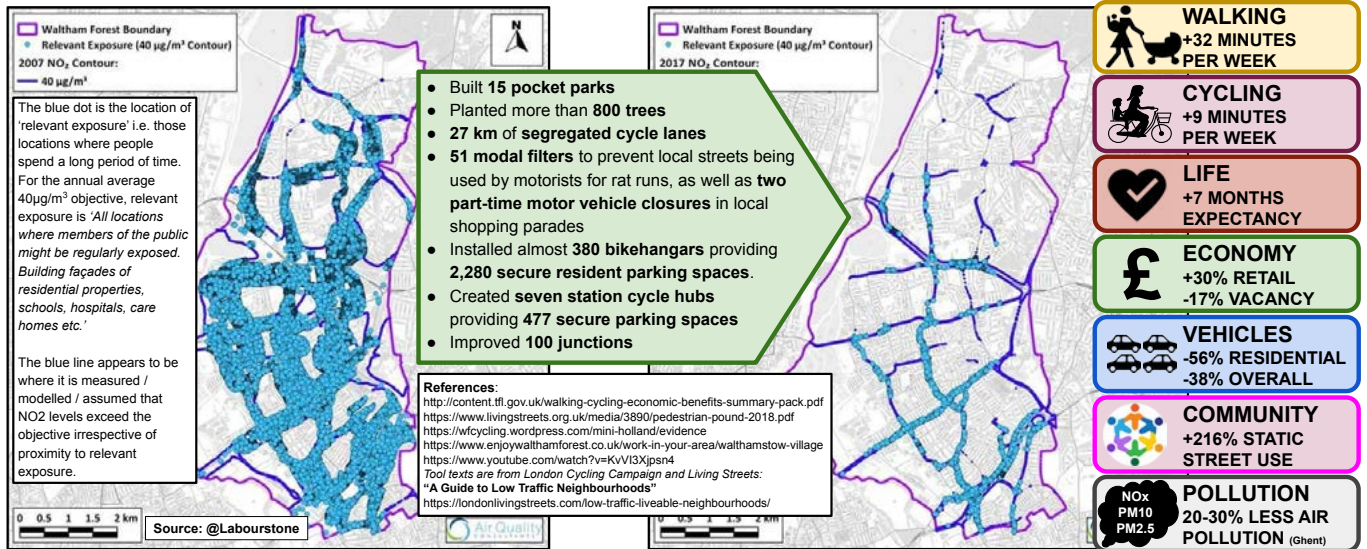 Waltham Forest Boundary
Relevant Exposure (40 µg/m³ Contour)
2007 NO₂ Contour:
40 µg/m³
N
The blue dot is the location of
'relevant exposure' i.e. those
locations where people
spend a long period of time.
For the annual average
40µg/m³ objective, relevant
exposure is 'All locations
where members of the public
might be regularly exposed.
Building façades of
residential properties,
schools, hospitals, care
homes etc.'
The blue line appears to be
where it is measured /
modelled / assumed that
NO2 levels exceed the
objective irrespective of
proximity to relevant
exposure.
0 0.5 1 1.5 2 km
Source: @Labourstone
Air Quality
CONSULTANTS
● Built 15 pocket parks
● Planted more than 800 trees
● 27 km of segregated cycle lanes
● 51 modal filters to prevent local streets being
used by motorists for rat runs, as well as two
part-time motor vehicle closures in local
shopping parades
● Installed almost 380 bikehangars providing
2,280 secure resident parking spaces.
● Created seven station cycle hubs
providing 477 secure parking spaces
● Improved 100 junctions
References:
http://content.tfl.gov.uk/walking-cycling-economic-benefits-summary-pack.pdf
https://www.livingstreets.org.uk/media/3890/pedestrian-pound-2018.pdf
https://wfcycling.wordpress.com/mini-holland/evidence
https://www.enjoywalthamforest.co.uk/work-in-your-area/walthamstow-village
https://www.youtube.com/watch?v=KvVI3Xjpsn4
Tool texts are from London Cycling Campaign and Living Streets:
"A Guide to Low Traffic Neighbourhoods"
https://londonlivingstreets.com/low-traffic-liveable-neighbourhoods/
Waltham Forest Boundary
Relevant Exposure (40 µg/m³ Contour)
2017 NO₂ Contour:
40 µg/m³
0 0.5 1 1.5 2 km
WALKING
+32 MINUTES
PER WEEK
CYCLING
+9 MINUTES
PER WEEK
LIFE
+7 MONTHS
EXPECTANCY
£
ECONOMY
+30% RETAIL
-17% VACANCY
VEHICLES
-56% RESIDENTIAL
-38% OVERALL
COMMUNITY
+216% STATIC
STREET USE
NOx
PM10
PM2.5
POLLUTION
20-30% LESS AIR
POLLUTION (Ghent)